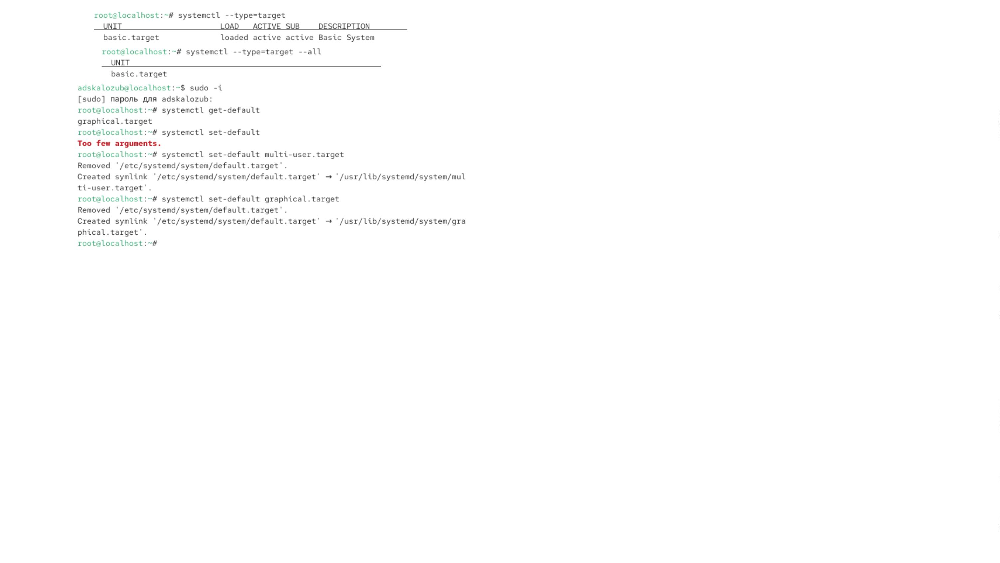 root@localhost:~# systemctl --type=target
UNIT LOAD ACTIVE SUB DESCRIPTION
basic.target loaded active active Basic System
root@localhost:~# systemctl --type=target --all
UNIT
basic.target
adskalozub@localhost:~$ sudo -i
[sudo] пароль для adskalozub:
root@localhost:~# systemctl get-default
graphical.target
root@localhost:~# systemctl set-default
Too few arguments.
root@localhost:~# systemctl set-default multi-user.target
Removed '/etc/systemd/system/default.target'.
Created symlink '/etc/systemd/system/default.target' → '/usr/lib/systemd/system/mul
ti-user.target'.
root@localhost:~# systemctl set-default graphical.target
Removed '/etc/systemd/system/default.target'.
Created symlink '/etc/systemd/system/default.target' → '/usr/lib/systemd/system/gra
phical.target'.
root@localhost:~#